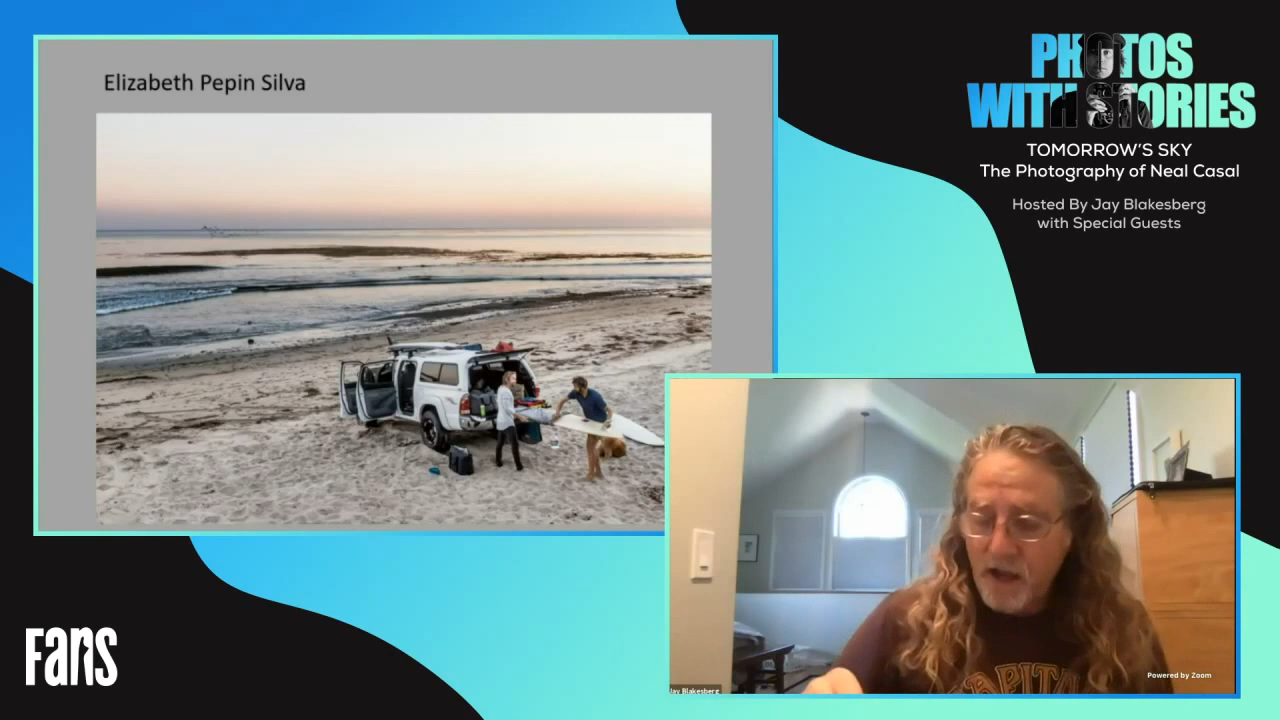 Elizabeth Pepin Silva
PHOTOS
WITH STORIES
TOMORROW'S SKY
The Photography of Neal Casal
Hosted By Jay Blakesberg
with Special Guests
CAPITAL
Powered by Zoom
Jay Blakesberg
Fans